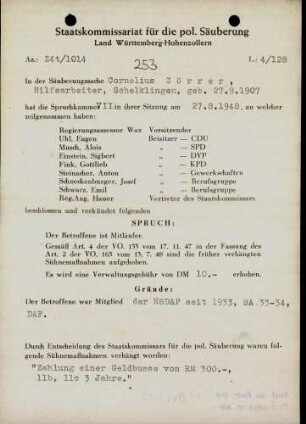 Staatskommissariat für die pol. Säuberung
Land Württemberg-Hohenzollern
Az.: 34t/1014 L: 4/128
253
In der Säuberungssache Cornelius Zörrer,
Hilfsarbeiter, Schelklingen, geb. 27.9.1907
hat die Spruchkammer VII in ihrer Sitzung am 27.8.1948, zu welcher
teilgenommen haben:
Regierungsassessor Wax Vorsitzender
Uhl, Eugen Beisitzer — CDU
Musch, Alois „ — SPD
Einstein, Sigbert „ — DVP
Fink, Gottlieb „ — KPD
Steinacher, Anton „ — Gewerkschaften
Schneckenburger, Josef „ — Berufsgruppe
Schwarz, Emil „ — Berufsgruppe
Reg.Ang. Hauer Vertreter des Staatskommissars
beschlossen und verkündet folgenden
SPRUCH:
Der Betroffene ist Mitläufer.
Gemäß Art. 4 der VO. 133 vom 17. 11. 47 in der Fassung des
Art. 2 der VO. 165 vom 13. 7. 48 sind die früher verhängten
Sühnemaßnahmen aufgehoben.
Es wird eine Verwaltungsgebühr von DM 10.- erhoben.
Gründe:
Der Betroffene war Mitglied der NSDAP seit 1933, SA.33-34,
DAF.
Durch Entscheidung des Staatskommissars für die pol. Säuberung waren folgende
Sühnemaßnahmen verhängt worden:
"Zahlung einer Geldbusse von RM 300.-,
11b, 11c 3 Jahre."